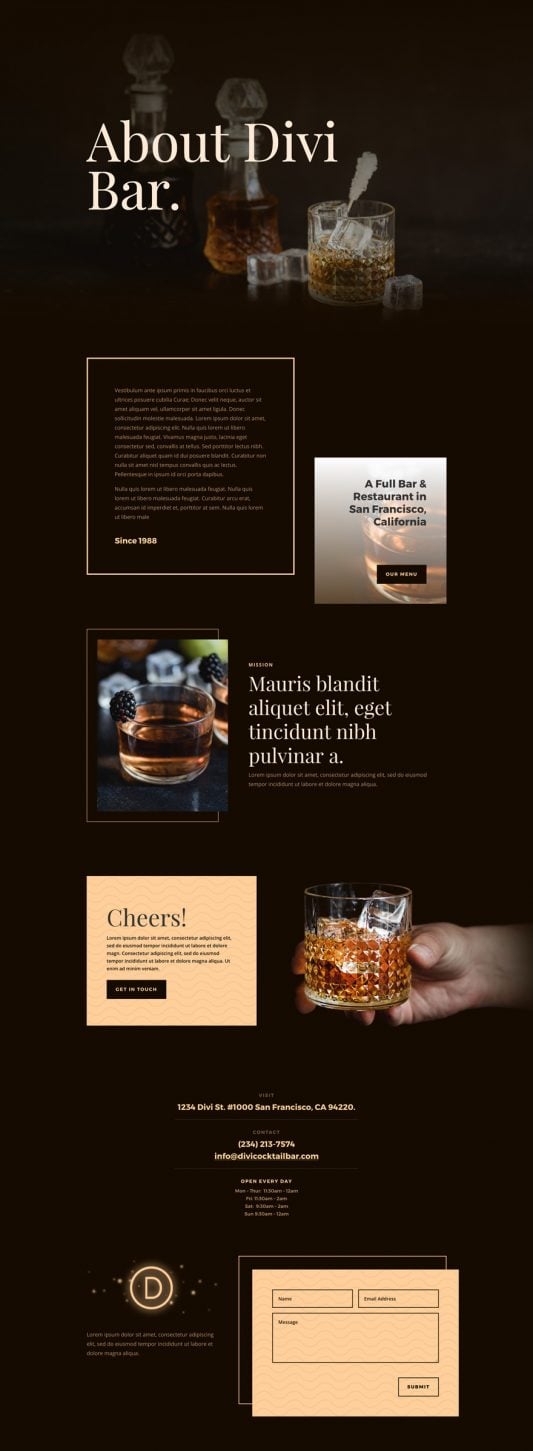 About Divi
Bar.
Vestibulum ante ipsum primis in faucibus orci luctus et
ultrices posuere cubilia Curae; Donec velit neque, auctor sit
amet aliquam vel, ullamcorper sit amet ligula. Donec
sollicitudin molestie malesuada. Lorem ipsum dolor sit amet,
consectetur adipiscing elit. Nulla quis lorem ut libero
malesuada feugiat. Vivamus magna justo, lacinia eget
consectetur sed, convallis at tellus. Sed porttitor lectus nibh.
Curabitur aliquet quam id dui posuere blandit. Curabitur non
nulla sit amet nisl tempus convallis quis ac lectus.
Pellentesque in ipsum id orci porta dapibus.
Nulla quis lorem ut libero malesuada feugiat. Nulla quis
lorem ut libero malesuada feugiat. Curabitur arcu erat,
accumsan id imperdiet et, porttitor at sem. Nulla quis lorem
ut libero male
Since 1988
A Full Bar &
Restaurant in
San Francisco,
California
OUR MENU
MISSION
Mauris blandit
aliquet elit, eget
tincidunt nibh
pulvinar a.
Lorem ipsum dolor sit amet, consectetur adipiscing elit, sed do eiusmod
tempor incididunt ut labore et dolore magna aliqua.
Cheers!
Lorem ipsum dolor sit amet, consectetur adipiscing elit,
sed do eiusmod tempor incididunt ut labore et dolore
magn. Consectetur adipiscing elit, sed do eiusmod
tempor incididunt ut labore et dolore magna aliqua. Ut
enim ad minim veniam.
GET IN TOUCH
VISIT
1234 Divi St. #1000 San Francisco, CA 94220.
CONTACT
(234) 213-7574
info@divicocktailbar.com
OPEN EVERY DAY
Mon - Thur: 11:30am - 12am
Fri: 11:30am - 2am
Sat: 9:30am - 2am
Sun 9:30am - 12am
D
Lorem ipsum dolor sit amet, consectetur adipiscing
elit, sed do eiusmod tempor incididunt ut labore et
dolore magna aliqua.
Name
Email Address
Message
SUBMIT